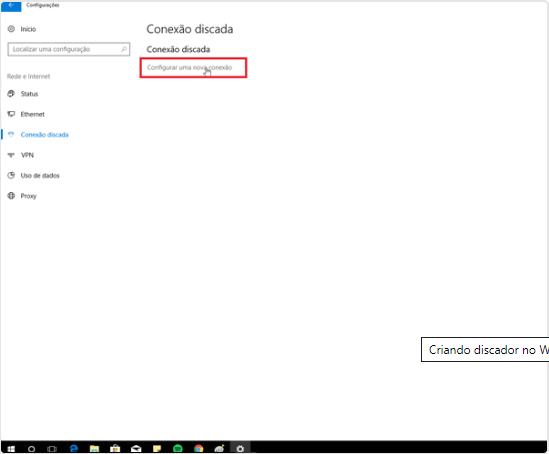 Configurações
Início
Conexão discada
Localizar uma configuração
Conexão discada
Configurar uma nova conexão
Rede e Internet
Status
Ethernet
Conexão discada
VPN
Uso de dados
Proxy
Criando discador no W